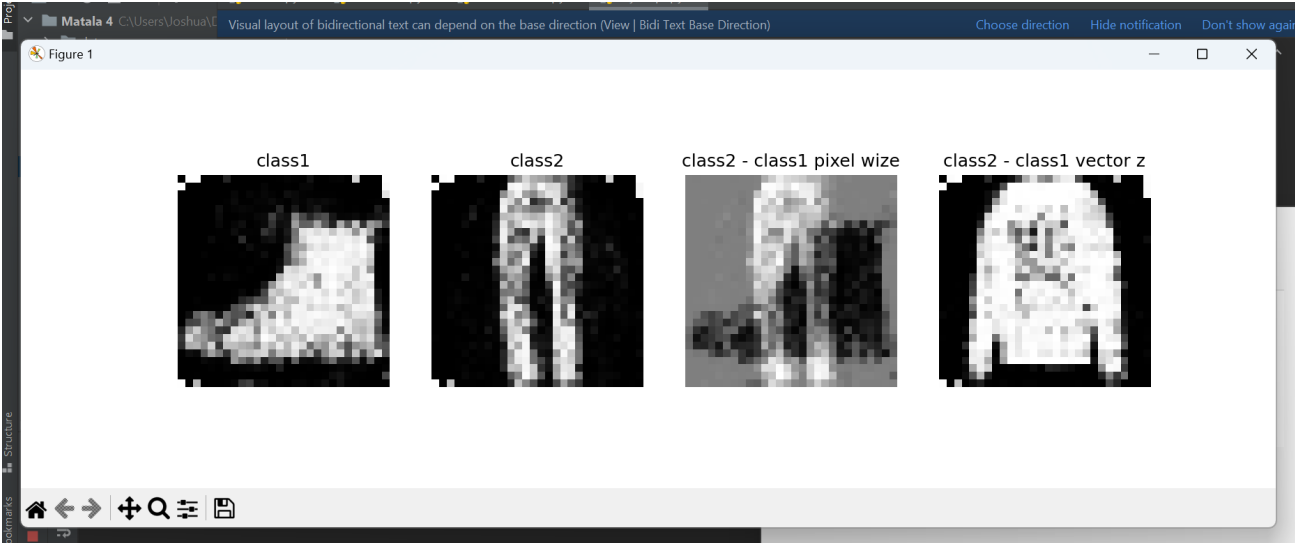 Matala 4 C:\Users\Joshua\D
Visual layout of bidirectional text can depend on the base direction (View | Bidi Text Base Direction)
Choose direction
Hide notification
Don't show again
Figure 1
class1
class2
class2 - class1 pixel wize
class2 - class1 vector z
Structure